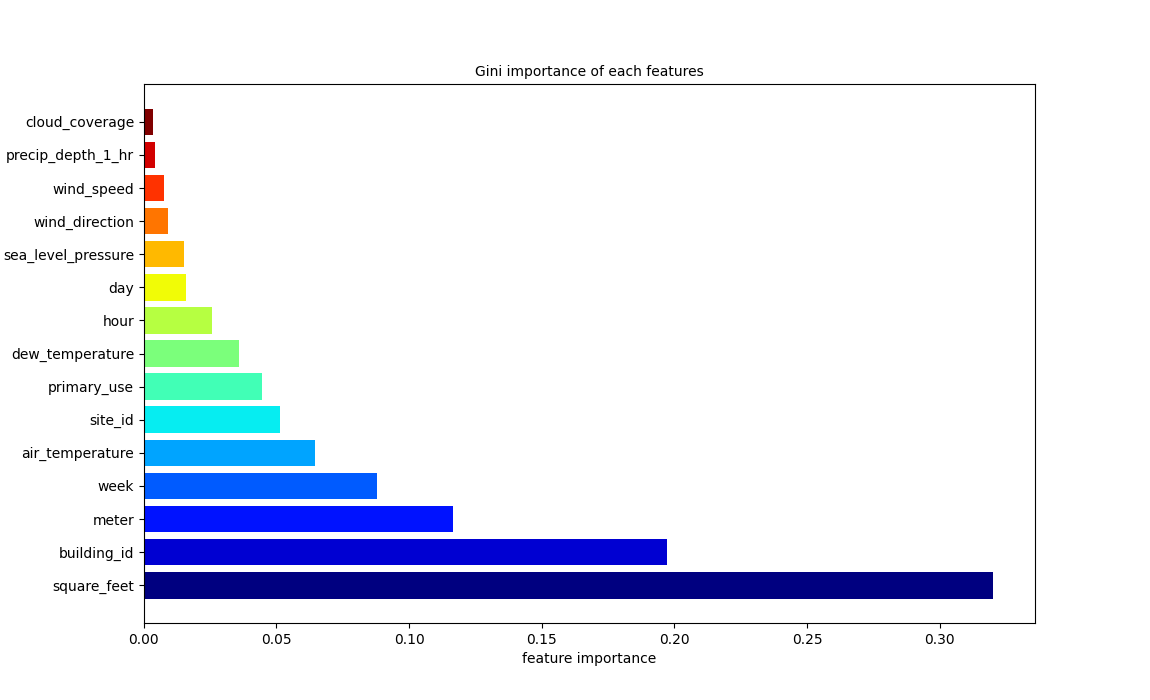 Gini importance of each features
cloud_coverage
precip_depth_1_hr
wind_speed
wind_direction
sea_level_pressure
day
hour
dew_temperature
primary_use
site_id
air_temperature
week
meter
building_id
square_feet
0.00 0.05 0.10 0.15 0.20 0.25 0.30
feature importance